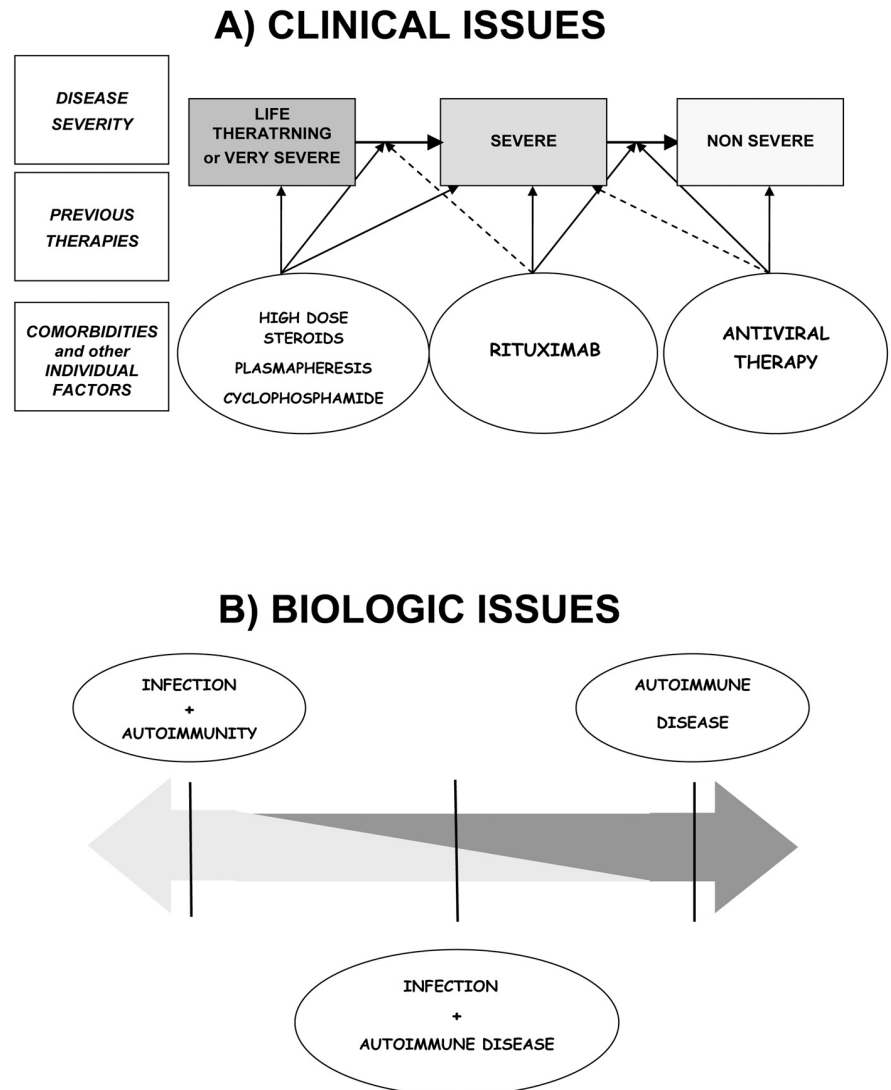 A) CLINICAL ISSUES
DISEASE
SEVERITY
PREVIOUS
THERAPIES
COMORBIDITIES
and other
INDIVIDUAL
FACTORS
LIFE
THERATRNING
or VERY SEVERE
SEVERE
NON SEVERE
HIGH DOSE
STEROIDS
PLASMAPHERESIS
CYCLOPHOSPHAMIDE
RITUXIMAB
ANTIVIRAL
THERAPY
B) BIOLOGIC ISSUES
INFECTION
+
AUTOIMMUNITY
AUTOIMMUNE
DISEASE
INFECTION
+
AUTOIMMUNE DISEASE